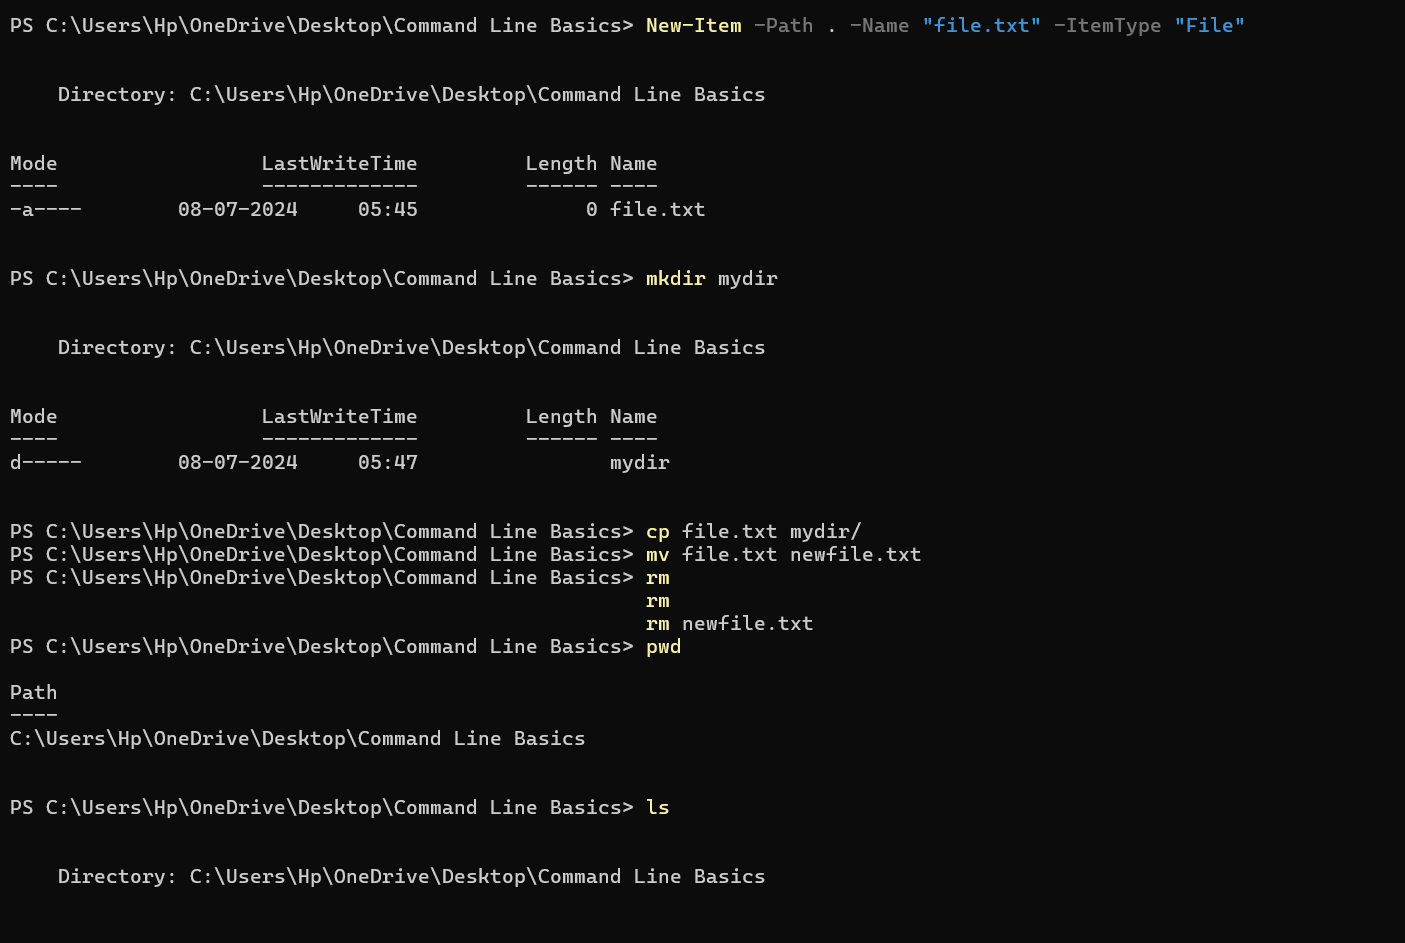 PS C:\Users\Hp\OneDrive\Desktop\Command Line Basics> New-Item -Path . -Name "file.txt" -ItemType "File"
    Directory: C:\Users\Hp\OneDrive\Desktop\Command Line Basics
Mode                 LastWriteTime         Length Name
----                 -------------         ------ ----
-a----        08-07-2024     05:45              0 file.txt
PS C:\Users\Hp\OneDrive\Desktop\Command Line Basics> mkdir mydir
    Directory: C:\Users\Hp\OneDrive\Desktop\Command Line Basics
Mode                 LastWriteTime         Length Name
----                 -------------         ------ ----
d-----        08-07-2024     05:47                mydir
PS C:\Users\Hp\OneDrive\Desktop\Command Line Basics> cp file.txt mydir/
PS C:\Users\Hp\OneDrive\Desktop\Command Line Basics> mv file.txt newfile.txt
PS C:\Users\Hp\OneDrive\Desktop\Command Line Basics> rm
                                                     rm
                                                     rm newfile.txt
PS C:\Users\Hp\OneDrive\Desktop\Command Line Basics> pwd
Path
----
C:\Users\Hp\OneDrive\Desktop\Command Line Basics
PS C:\Users\Hp\OneDrive\Desktop\Command Line Basics> ls
    Directory: C:\Users\Hp\OneDrive\Desktop\Command Line Basics